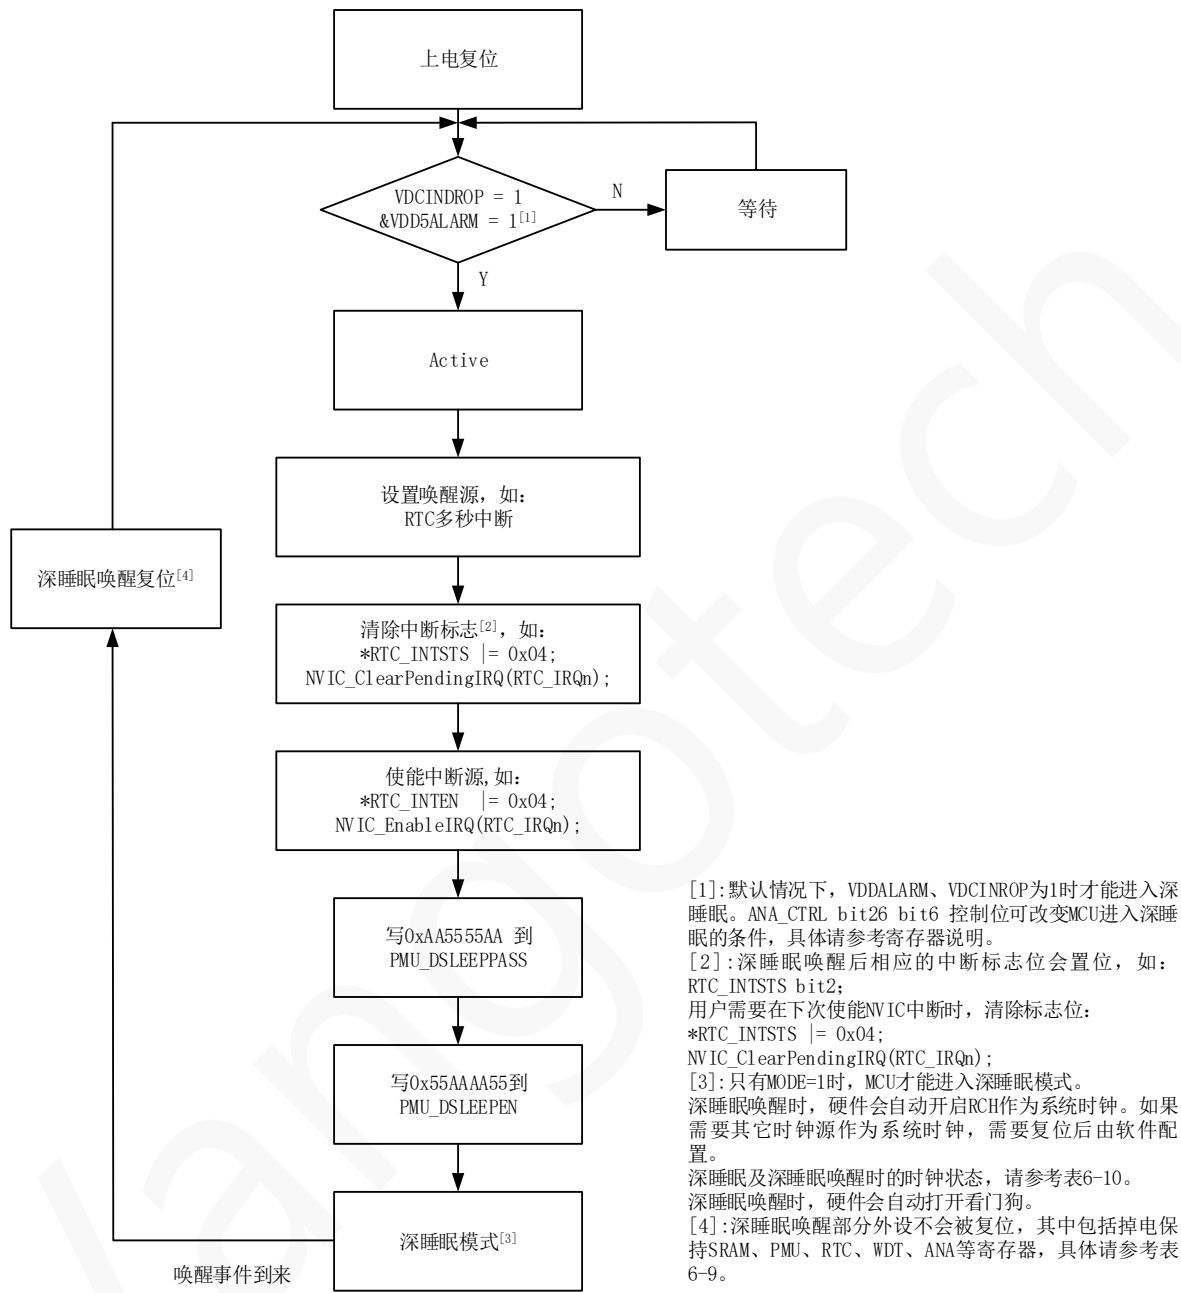 上电复位
VDCINDROP = 1
&VDD5ALARM = 1[1]
N
等待
Y
Active
设置唤醒源，如：
RTC多秒中断
深睡眠唤醒复位[4]
清除中断标志[2]，如：
*RTC_INTSTS |= 0x04;
NVIC_ClearPendingIRQ(RTC_IRQn);
使能中断源,如：
*RTC_INTEN |= 0x04;
NVIC_EnableIRQ(RTC_IRQn);
写0xAA5555AA 到
PMU_DSLEEPPASS
写0x55AAAA55到
PMU_DSLEEPEN
深睡眠模式[3]
唤醒事件到来
[1]:默认情况下，VDDALARM、VDCINROP为1时才能进入深
睡眠。ANA_CTRL bit26 bit6 控制位可改变MCU进入深睡
眠的条件，具体请参考寄存器说明。
[2]:深睡眠唤醒后相应的中断标志位会置位，如：
RTC_INTSTS bit2;
用户需要在下次使能NVIC中断时，清除标志位：
*RTC_INTSTS |= 0x04;
NVIC_ClearPendingIRQ(RTC_IRQn);
[3]:只有MODE=1时，MCU才能进入深睡眠模式。
深睡眠唤醒时，硬件会自动开启RCH作为系统时钟。如果
需要其它时钟源作为系统时钟，需要复位后由软件配
置。
深睡眠及深睡眠唤醒时的时钟状态，请参考表6-10。
深睡眠唤醒时，硬件会自动打开看门狗。
[4]:深睡眠唤醒部分外设不会被复位，其中包括掉电保
持SRAM、PMU、RTC、WDT、ANA等寄存器，具体请参考表
6-9。
Vangotech